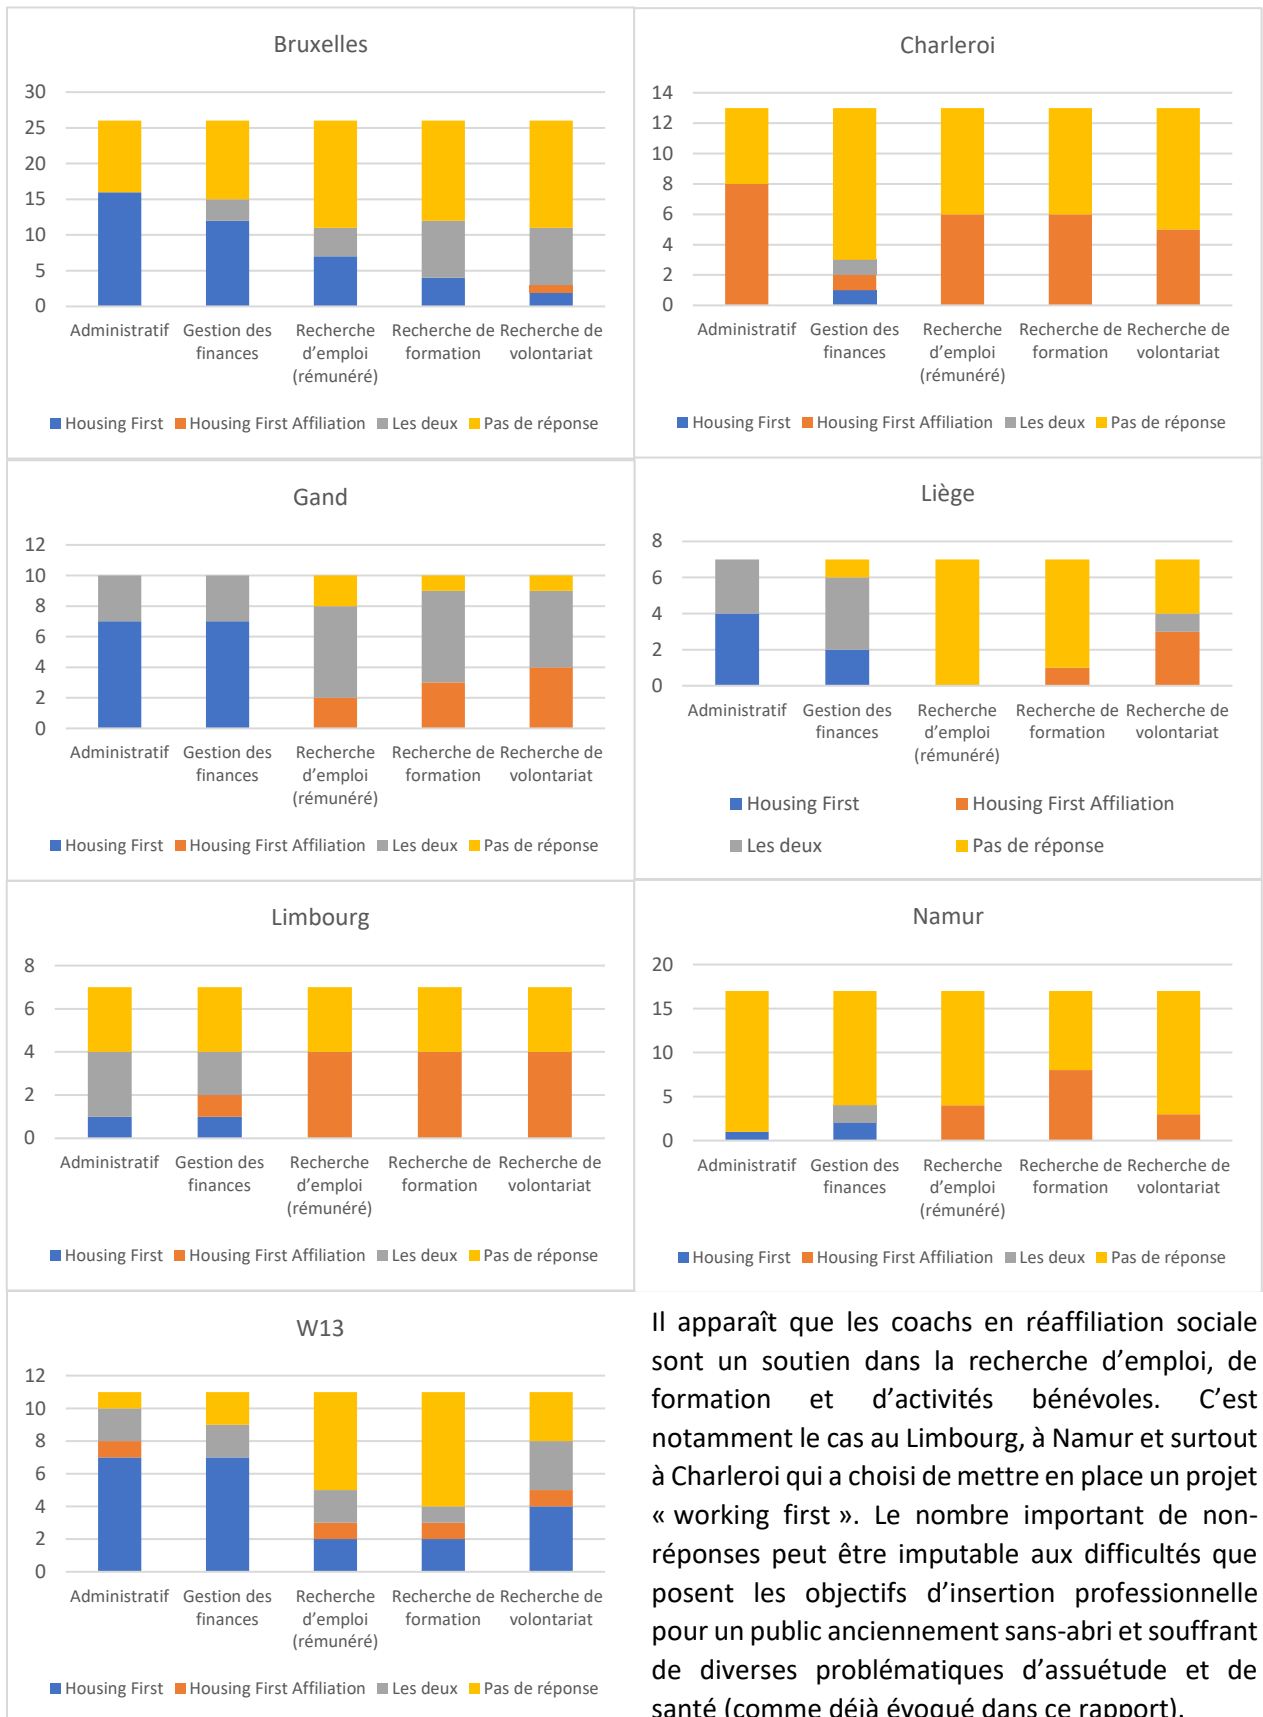 Bruxelles
30
25
20
15
10
5
0
Administratif
Gestion des
finances
Recherche
d’emploi
(rémunéré)
Recherche de
formation
Recherche de
volontariat
Housing First
Housing First Affiliation
Les deux
Pas de réponse
Charleroi
14
12
10
8
6
4
2
0
Administratif
Gestion des
finances
Recherche
d’emploi
(rémunéré)
Recherche de
formation
Recherche de
volontariat
Housing First
Housing First Affiliation
Les deux
Pas de réponse
Gand
12
10
8
6
4
2
0
Administratif
Gestion des
finances
Recherche
d’emploi
(rémunéré)
Recherche de
formation
Recherche de
volontariat
Housing First
Housing First Affiliation
Les deux
Pas de réponse
Liège
8
6
4
2
0
Administratif
Gestion des
finances
Recherche
d’emploi
(rémunéré)
Recherche de
formation
Recherche de
volontariat
Housing First
Housing First Affiliation
Les deux
Pas de réponse
Limbourg
8
6
4
2
0
Administratif
Gestion des
finances
Recherche
d’emploi
(rémunéré)
Recherche de
formation
Recherche de
volontariat
Housing First
Housing First Affiliation
Les deux
Pas de réponse
Namur
20
15
10
5
0
Administratif
Gestion des
finances
Recherche
d’emploi
(rémunéré)
Recherche de
formation
Recherche de
volontariat
Housing First
Housing First Affiliation
Les deux
Pas de réponse
W13
12
10
8
6
4
2
0
Administratif
Gestion des
finances
Recherche
d’emploi
(rémunéré)
Recherche de
formation
Recherche de
volontariat
Housing First
Housing First Affiliation
Les deux
Pas de réponse
Il apparaît que les coachs en réaffiliation sociale
sont un soutien dans la recherche d’emploi, de
formation et d’activités bénévoles. C’est
notamment le cas au Limbourg, à Namur et surtout
à Charleroi qui a choisi de mettre en place un projet
« working first ». Le nombre important de non-
réponses peut être imputable aux difficultés que
posent les objectifs d’insertion professionnelle
pour un public anciennement sans-abri et souffrant
de diverses problématiques d’assuétude et de
santé (comme déjà évoqué dans ce rapport).